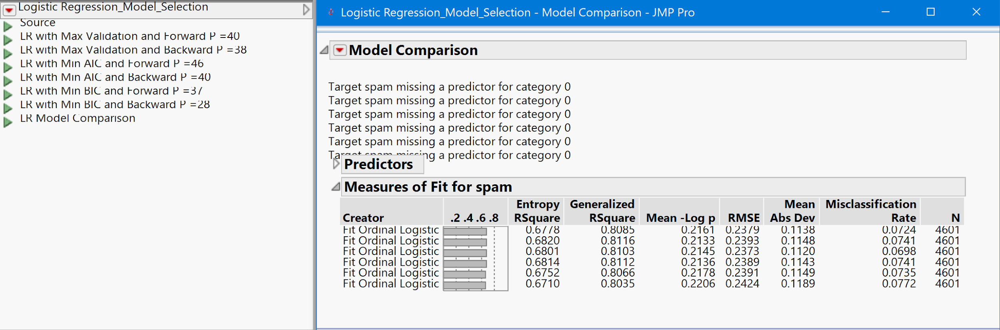 Logistic Regression_Model_Selection
Source
LR with Max Validation and Forward P =40
LR with Max Validation and Backward P =38
LR with Min AIC and Forward P =46
LR with Min AIC and Backward P =40
LR with Min BIC and Forward P =37
LR with Min BIC and Backward P =28
LR Model Comparison
Logistic Regression_Model_Selection - Model Comparison - JMP Pro
Model Comparison
Target spam missing a predictor for category 0
Target spam missing a predictor for category 0
Target spam missing a predictor for category 0
Target spam missing a predictor for category 0
Target spam missing a predictor for category 0
Target spam missing a predictor for category 0
Predictors
Measures of Fit for spam
Entropy Generalized Mean Misclassification
Creator .2 .4 .6 .8 RSquare RSquare Mean -Log p RMSE Abs Dev Rate N
Fit Ordinal Logistic 0.6778 0.8085 0.2161 0.2379 0.1138 0.0724 4601
Fit Ordinal Logistic 0.6820 0.8116 0.2133 0.2393 0.1148 0.0741 4601
Fit Ordinal Logistic 0.6801 0.8103 0.2145 0.2373 0.1120 0.0698 4601
Fit Ordinal Logistic 0.6814 0.8112 0.2136 0.2389 0.1143 0.0741 4601
Fit Ordinal Logistic 0.6752 0.8066 0.2178 0.2391 0.1149 0.0735 4601
Fit Ordinal Logistic 0.6710 0.8035 0.2206 0.2424 0.1189 0.0772 4601